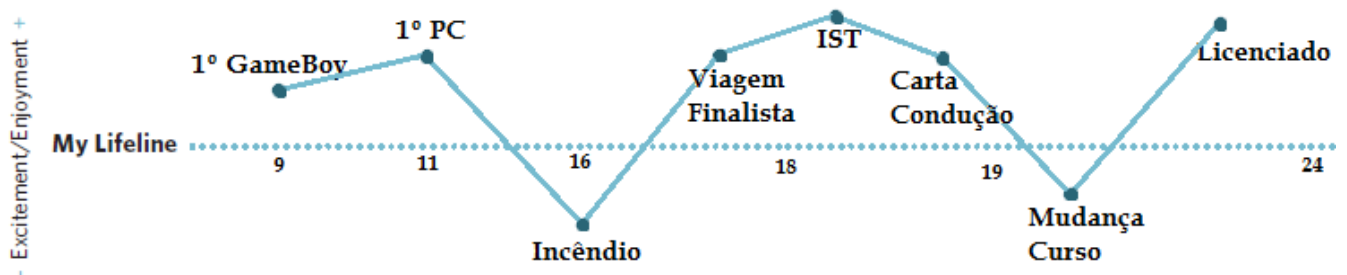 - Excitement/Enjoyment +
My Lifeline
1º GameBoy
1º PC
Incêndio
Viagem
Finalista
IST
Carta
Condução
Mudança
Curso
Licenciado
9
11
16
18
19
24